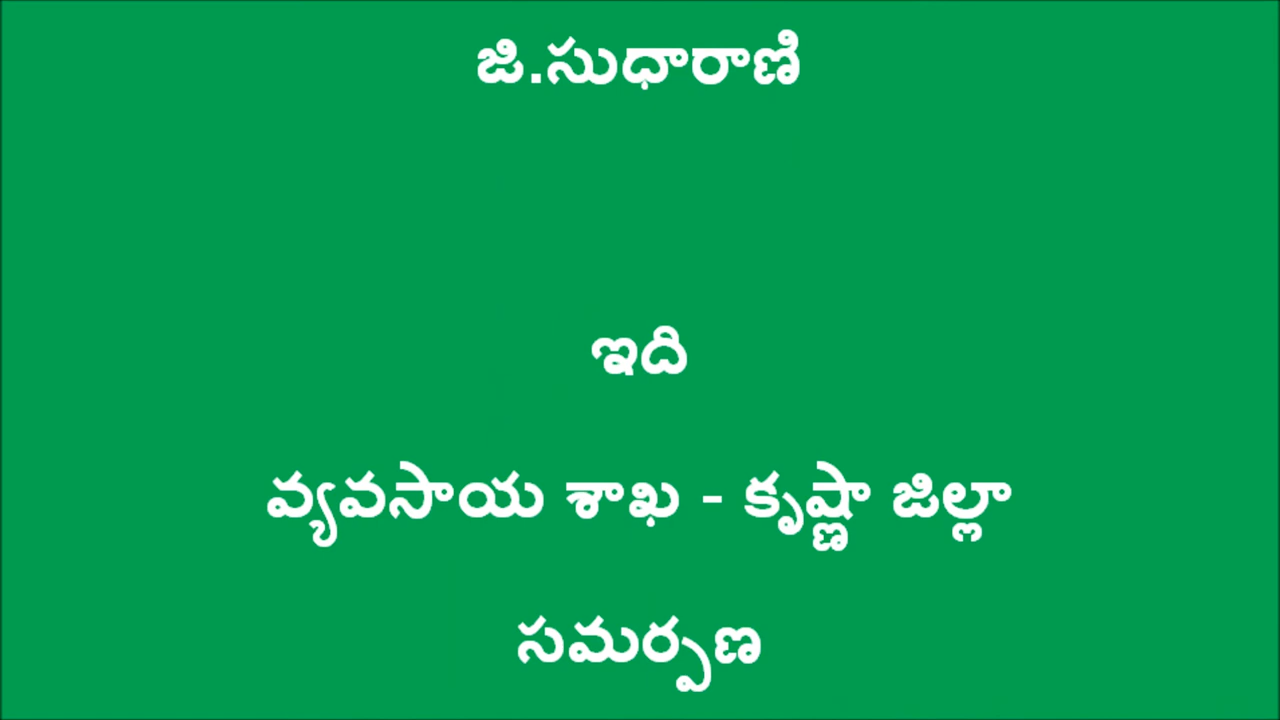 జి.సుధారాణి
ఇది
వ్యవసాయ శాఖ - కృష్ణా జిల్లా
సమర్పణ